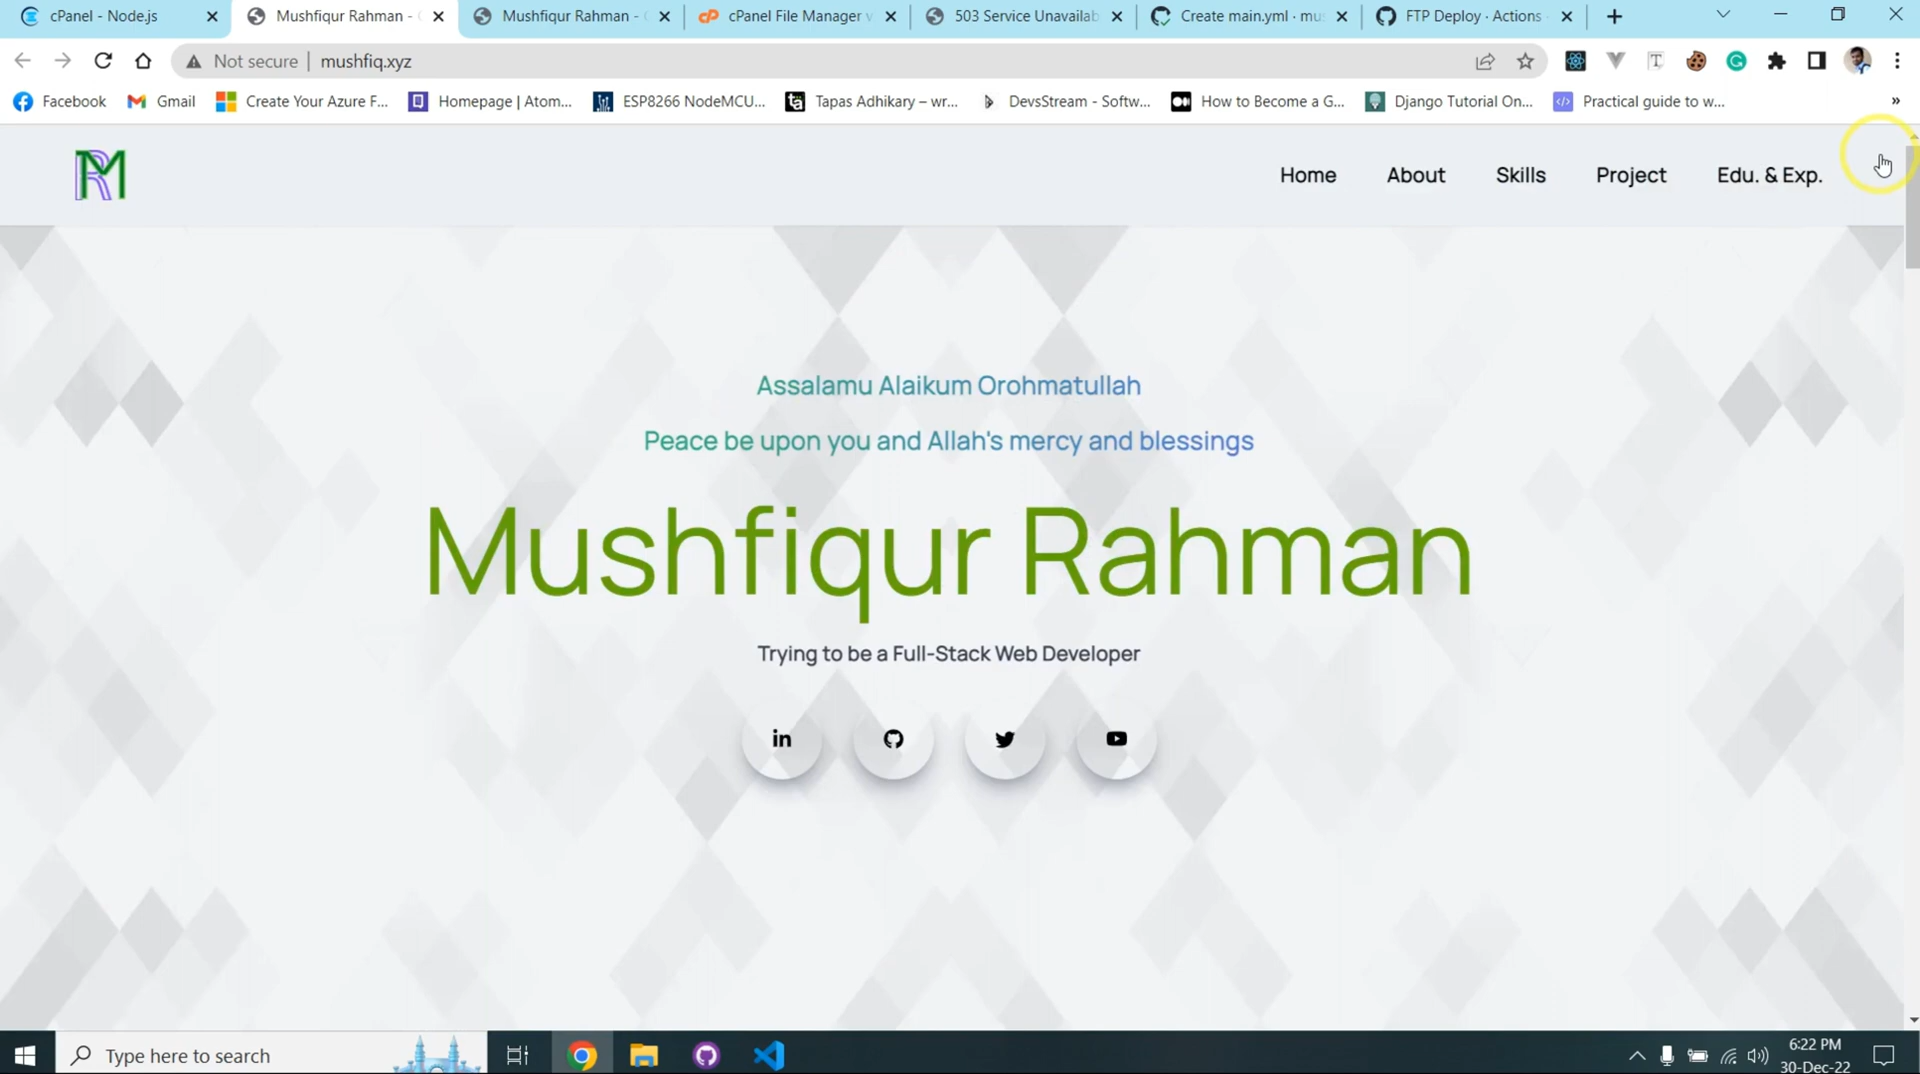 cPanel - Node.js
Mushfiqur Rahman -
Mushfiqur Rahman -
cPanel File Manager v
503 Service Unavailab
Create main.yml · mus
FTP Deploy · Actions
Not secure | mushfiq.xyz
Facebook
Gmail
Create Your Azure F...
Homepage | Atom...
ESP8266 NodeMCU...
Tapas Adhikary – wr...
DevsStream - Softw...
How to Become a G...
Django Tutorial On...
Practical guide to w...
»
RM
Home
About
Skills
Project
Edu. & Exp.
Assalamu Alaikum Orohmatullah
Peace be upon you and Allah's mercy and blessings
Mushfiqur Rahman
Trying to be a Full-Stack Web Developer
in
Type here to search
6:22 PM
30-Dec-22